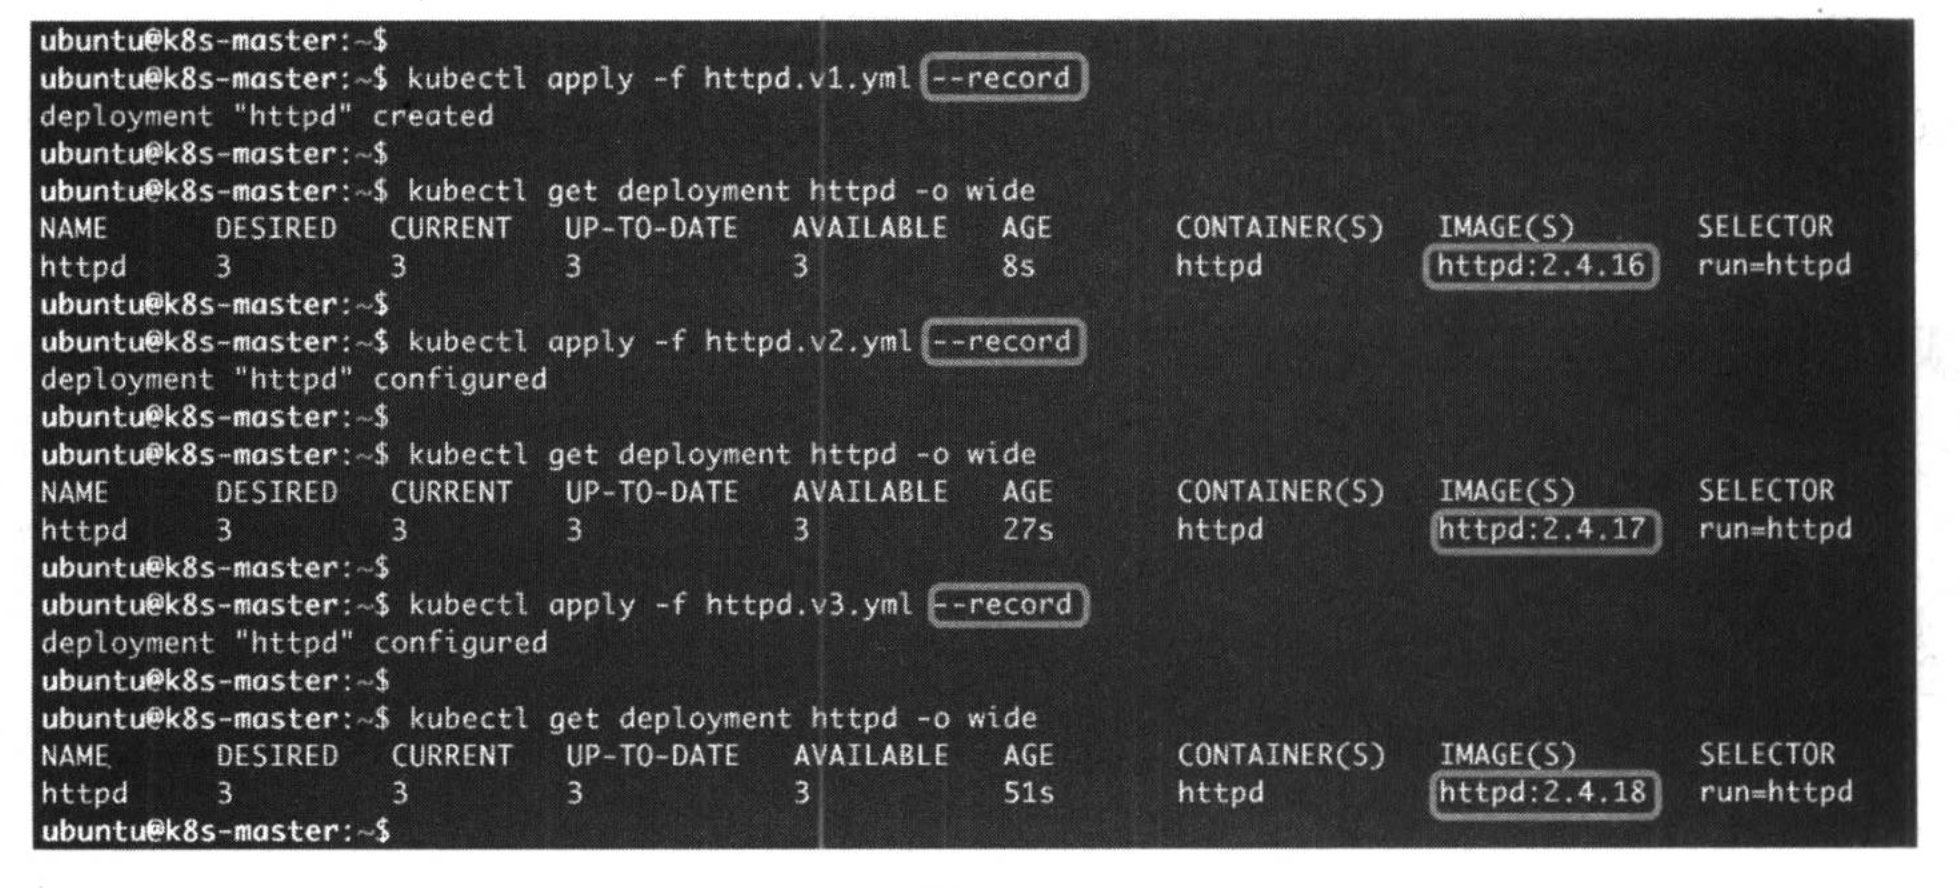 ubuntu@k8s-master:~$
ubuntu@k8s-master:~$ kubectl apply -f httpd.v1.yml --record
deployment "httpd" created
ubuntu@k8s-master:~$
ubuntu@k8s-master:~$ kubectl get deployment httpd -o wide
NAME DESIRED CURRENT UP-TO-DATE AVAILABLE AGE CONTAINER(S) IMAGE(S) SELECTOR
httpd 3 3 3 3 8s httpd httpd:2.4.16 run=httpd
ubuntu@k8s-master:~$
ubuntu@k8s-master:~$ kubectl apply -f httpd.v2.yml --record
deployment "httpd" configured
ubuntu@k8s-master:~$
ubuntu@k8s-master:~$ kubectl get deployment httpd -o wide
NAME DESIRED CURRENT UP-TO-DATE AVAILABLE AGE CONTAINER(S) IMAGE(S) SELECTOR
httpd 3 3 3 3 27s httpd httpd:2.4.17 run=httpd
ubuntu@k8s-master:~$
ubuntu@k8s-master:~$ kubectl apply -f httpd.v3.yml --record
deployment "httpd" configured
ubuntu@k8s-master:~$
ubuntu@k8s-master:~$ kubectl get deployment httpd -o wide
NAME DESIRED CURRENT UP-TO-DATE AVAILABLE AGE CONTAINER(S) IMAGE(S) SELECTOR
httpd 3 3 3 3 51s httpd httpd:2.4.18 run=httpd
ubuntu@k8s-master:~$